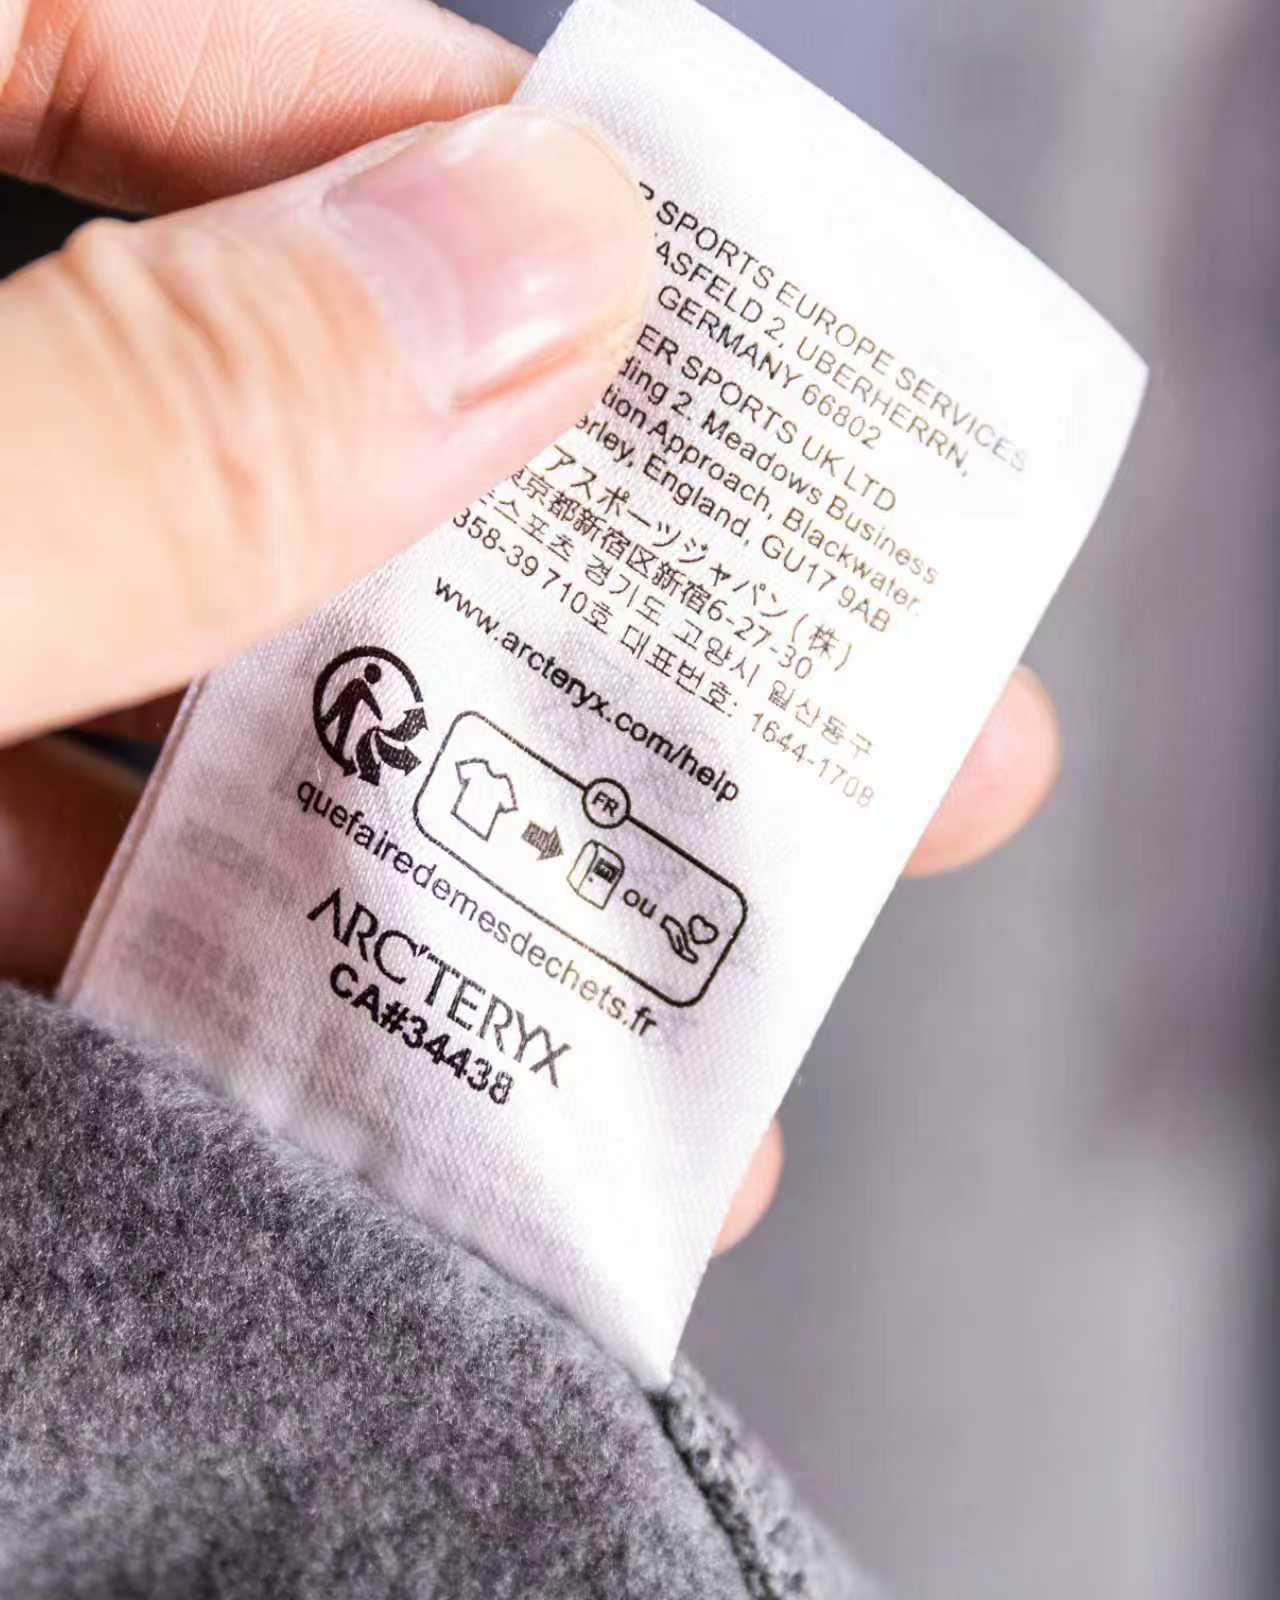 SPORTS EUROPE SERVICES
ASFELD 2, UBERHERRN,
GERMANY 66802
ER SPORTS UK LTD
ding 2. Meadows Business
tion Approach, Blackwater.
erley, England, GU17 9AB
アスポーツジャパン(株)
京都新宿区新宿6-27-30
스포츠 경기도 고양시 일산동구
358-39 710호 대표번호: 1644-1708
www.arcteryx.com/help
FR
ou
quefairedemesdechets.fr
ARC'TERYX
CA#34438